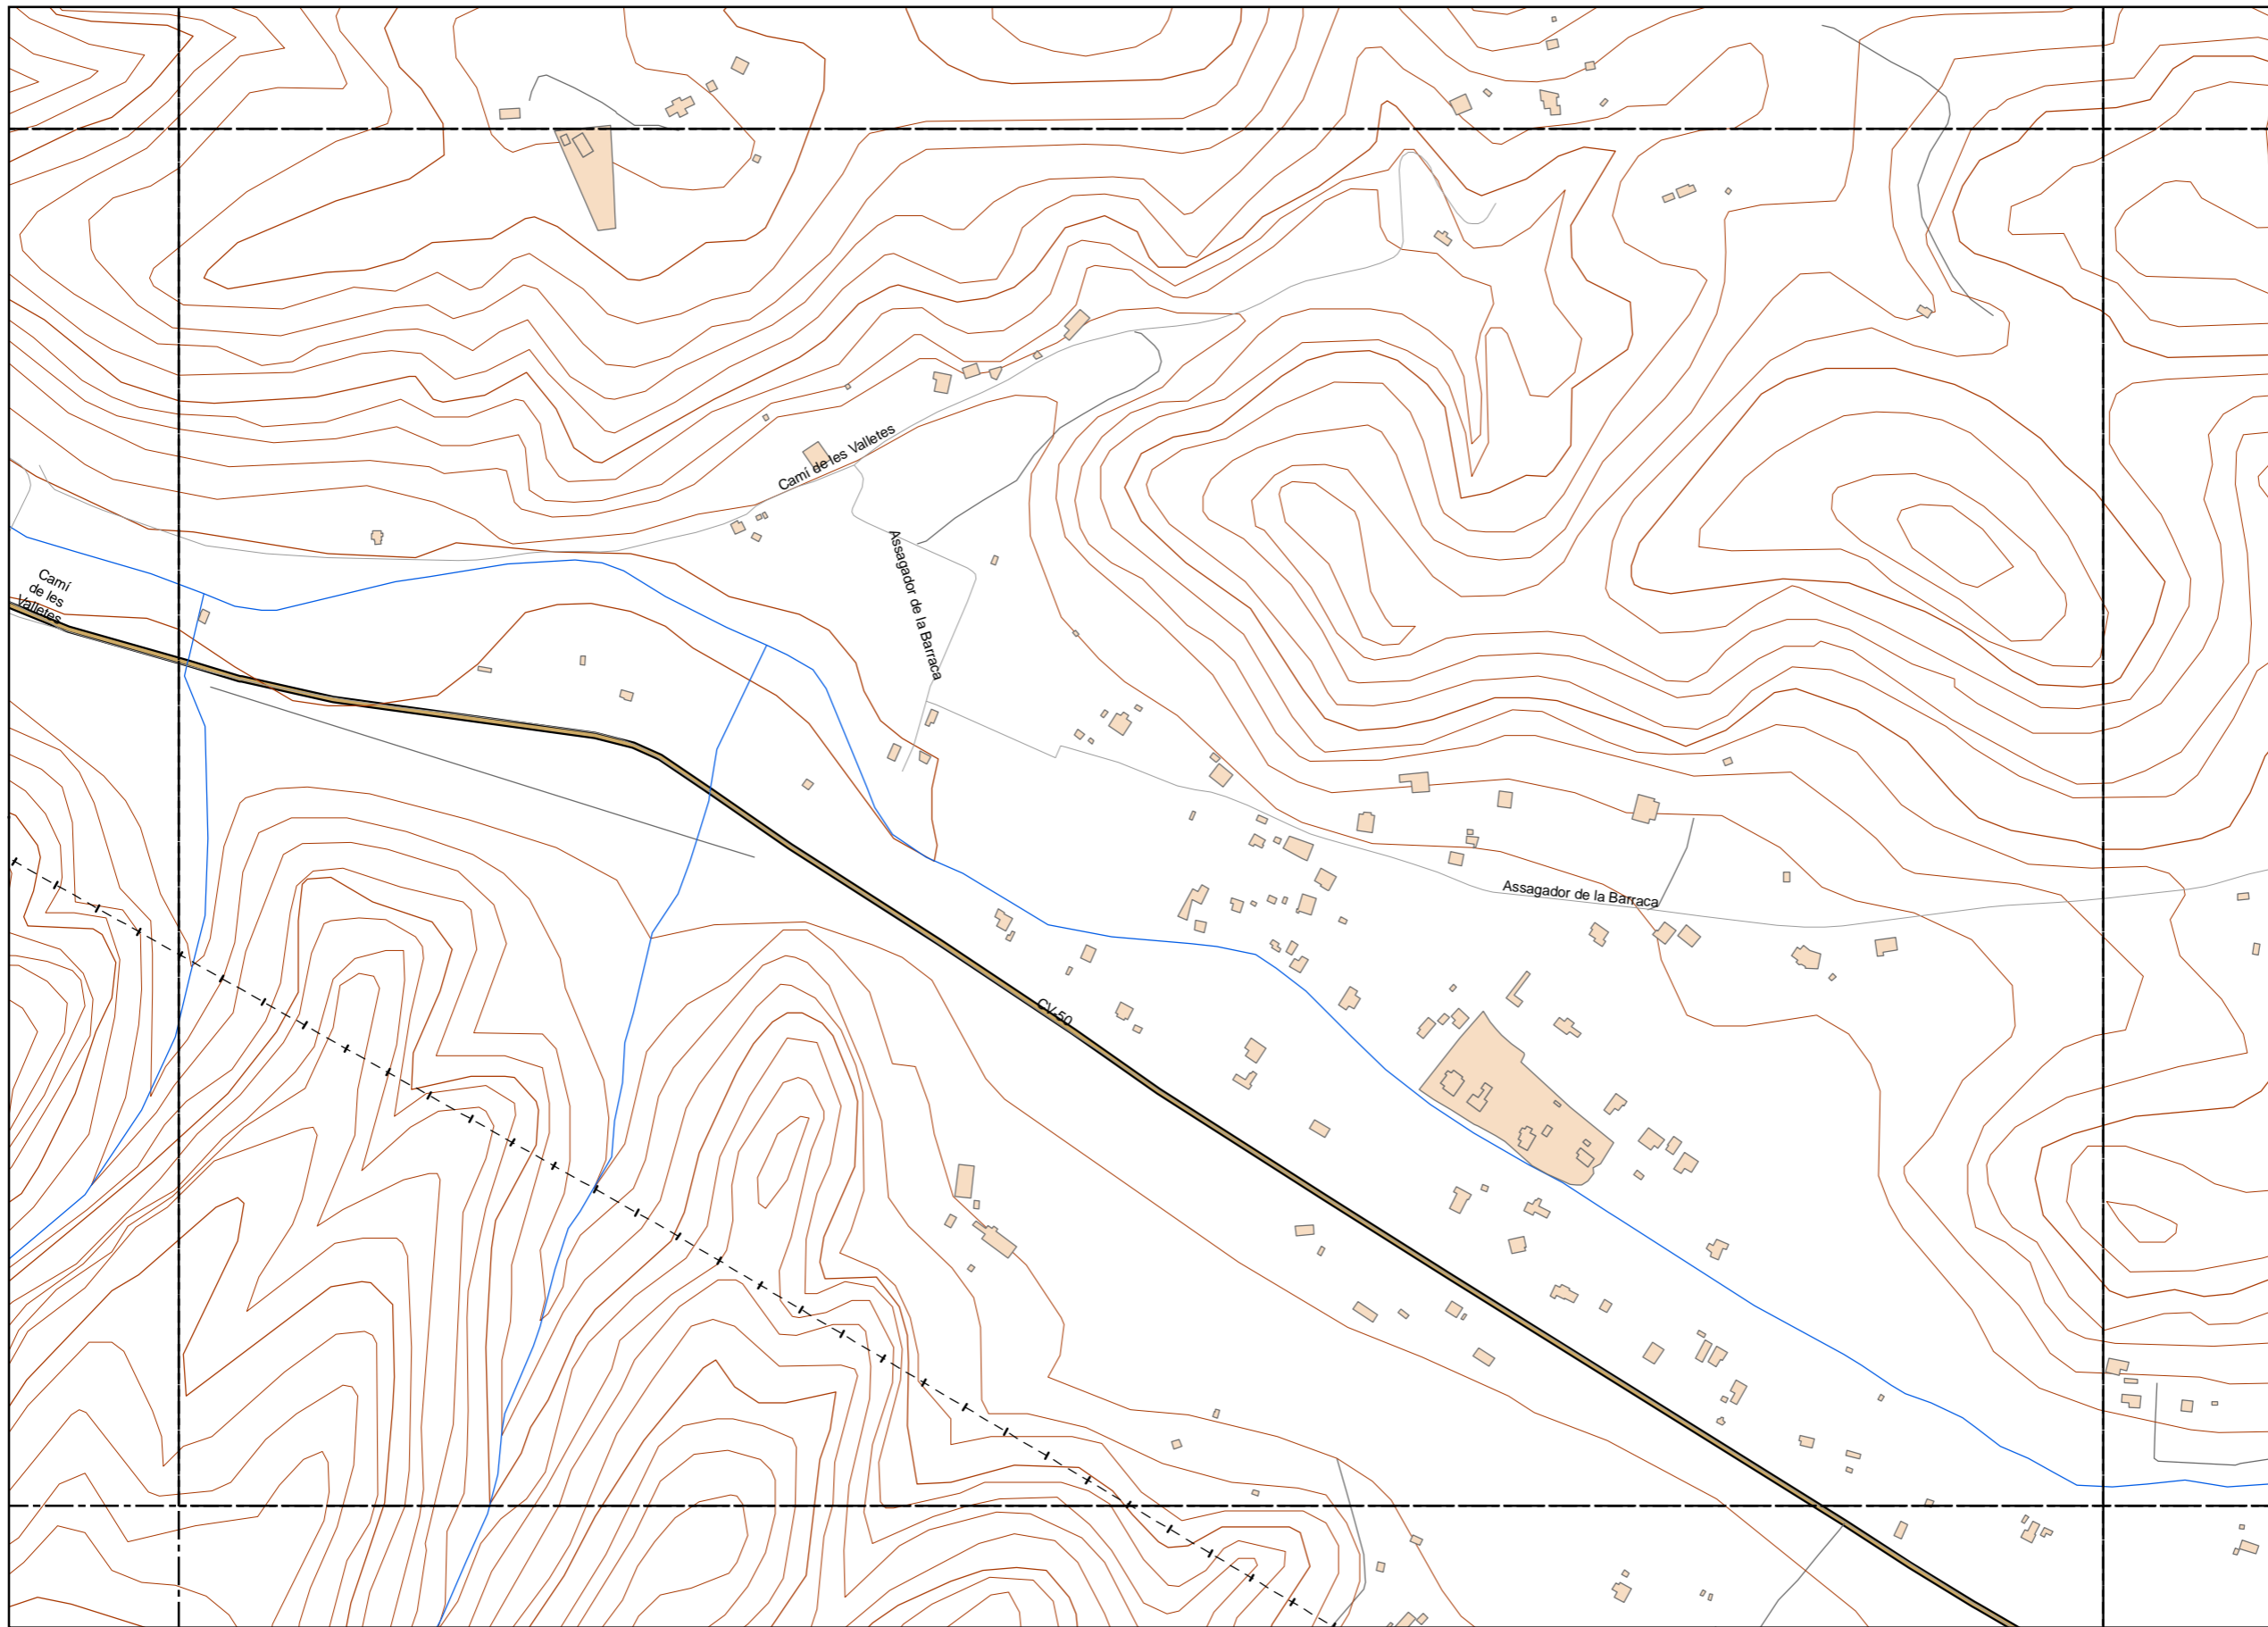 Camí de les Valletes
Assagador de la Barraca
Camí
de les
Valletes
Assagador de la Barraca
CV-50